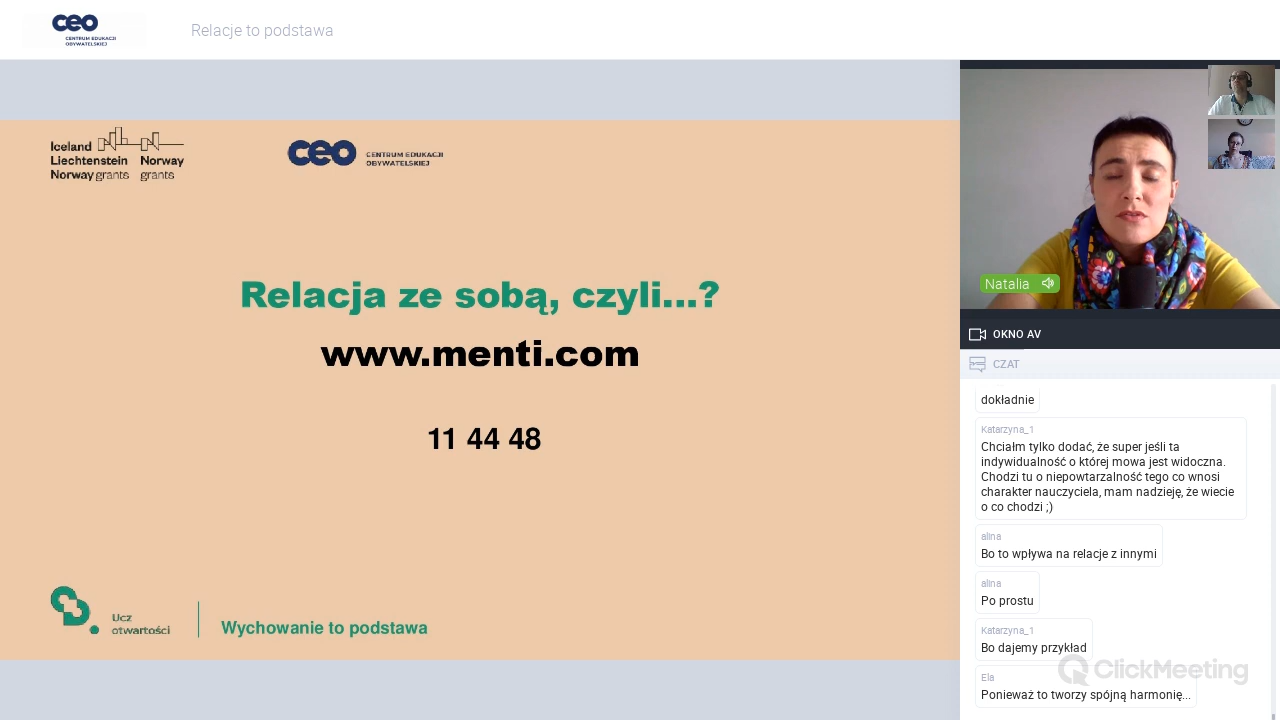 ceo
CENTRUM EDUKACJI
OBYWATELSKIEJ
Relacje to podstawa
Iceland
Liechtenstein
Norway grants
Norway
grants
ceo
CENTRUM EDUKACJI
OBYWATELSKIEJ
Relacja ze sobą, czyli...?
www.menti.com
11 44 48
Ucz
otwartości
Wychowanie to podstawa
Natalia
OKNO AV
CZAT
dokładnie
Katarzyna_1
Chciałm tylko dodać, że super jeśli ta
indywidualność o której mowa jest widoczna.
Chodzi tu o niepowtarzalność tego co wnosi
charakter nauczyciela, mam nadzieję, że wiecie
o co chodzi ;)
alina
Bo to wpływa na relacje z innymi
alina
Po prostu
Katarzyna_1
Bo dajemy przykład
ClickMeeting
Ela
Ponieważ to tworzy spójną harmonię...